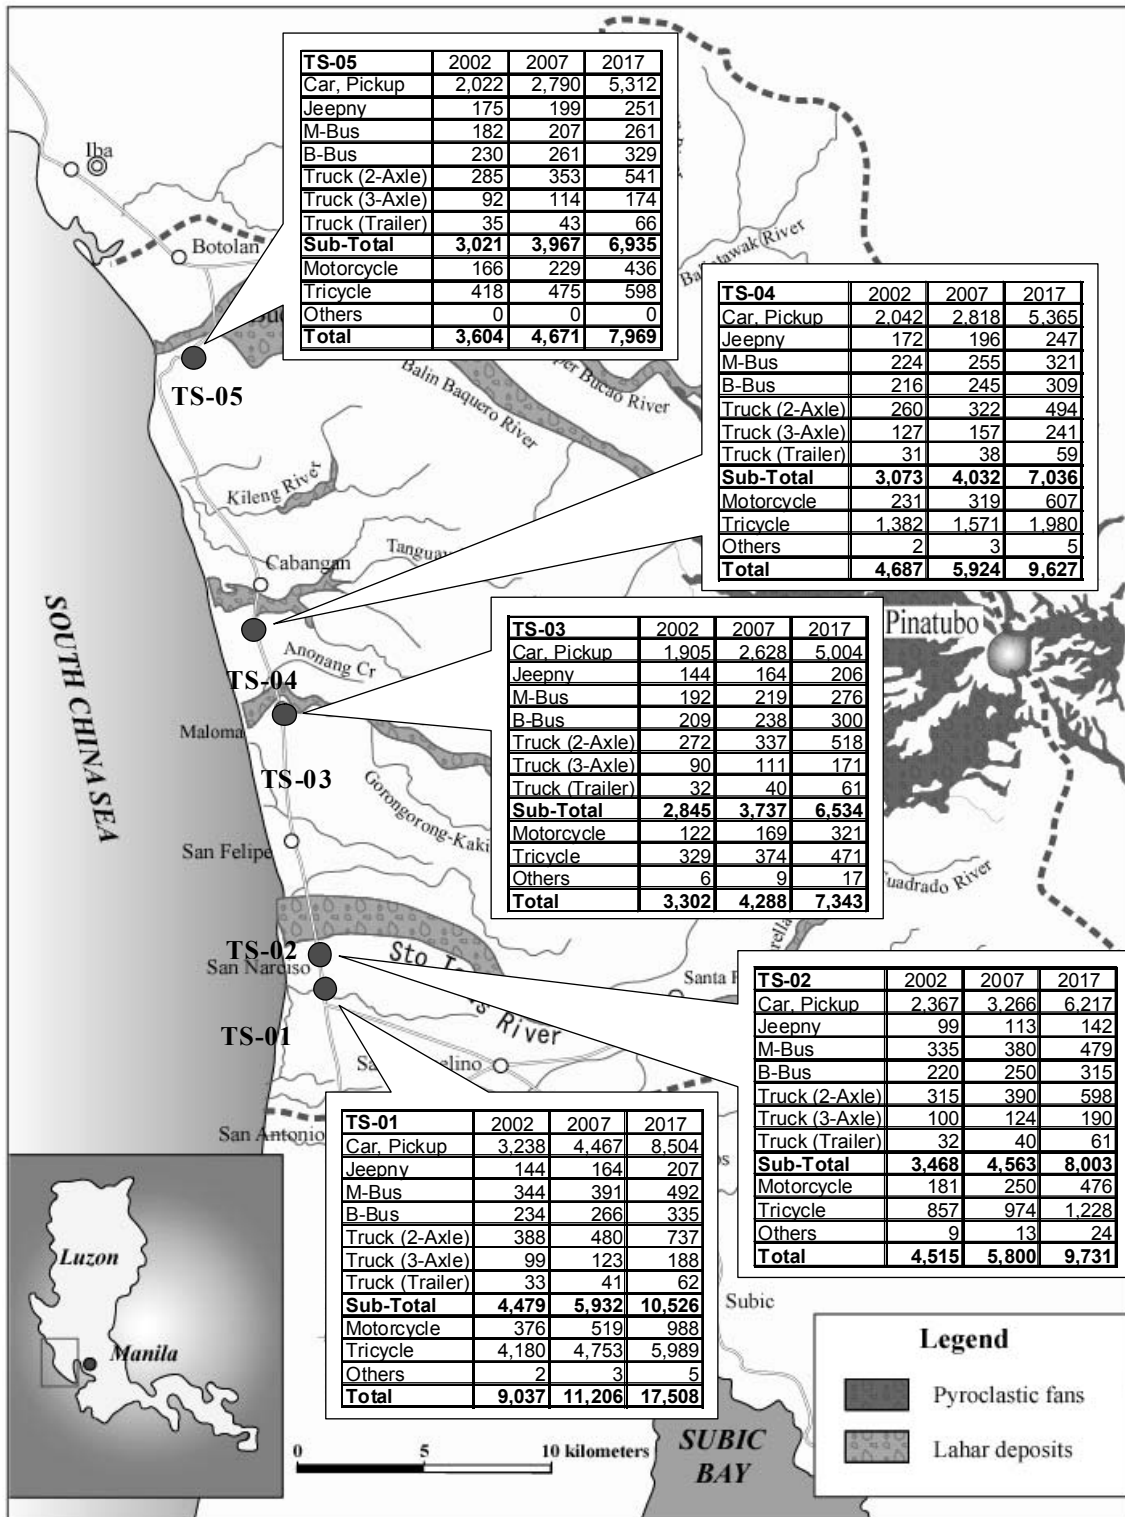 TS-05 2002 2007 2017
Car, Pickup 2,022 2,790 5,312
Jeepny 175 199 251
M-Bus 182 207 261
B-Bus 230 261 329
Truck (2-Axle) 285 353 541
Truck (3-Axle) 92 114 174
Truck (Trailer) 35 43 66
Sub-Total 3,021 3,967 6,935
Motorcycle 166 229 436
Tricycle 418 475 598
Others 0 0 0
Total 3,604 4,671 7,969
Iba
Botolan
River
TS-04 2002 2007 2017
Car, Pickup 2,042 2,818 5,365
Jeepny 172 196 247
M-Bus 224 255 321
B-Bus 216 245 309
Truck (2-Axle) 260 322 494
Truck (3-Axle) 127 157 241
Truck (Trailer) 31 38 59
Sub-Total 3,073 4,032 7,036
Motorcycle 231 319 607
Tricycle 1,382 1,571 1,980
Others 2 3 5
Total 4,687 5,924 9,627
TS-05
Balin Baquero River
per Bucao River
Kileng River
Cabangan
Tanguay
SOUTH CHINA SEA
Anonang Cr
TS-04
Maloma
TS-03
Gorongorong-Kaki
San Felipe
Pinatubo
TS-03 2002 2007 2017
Car, Pickup 1,905 2,628 5,004
Jeepny 144 164 206
M-Bus 192 219 276
B-Bus 209 238 300
Truck (2-Axle) 272 337 518
Truck (3-Axle) 90 111 171
Truck (Trailer) 32 40 61
Sub-Total 2,845 3,737 6,534
Motorcycle 122 169 321
Tricycle 329 374 471
Others 6 9 17
Total 3,302 4,288 7,343
uadrado River
TS-02
San Narciso
Sto
River
Santa
TS-01
San Antonio
TS-02 2002 2007 2017
Car, Pickup 2,367 3,266 6,217
Jeepny 99 113 142
M-Bus 335 380 479
B-Bus 220 250 315
Truck (2-Axle) 315 390 598
Truck (3-Axle) 100 124 190
Truck (Trailer) 32 40 61
Sub-Total 3,468 4,563 8,003
Motorcycle 181 250 476
Tricycle 857 974 1,228
Others 9 13 24
Total 4,515 5,800 9,731
TS-01 2002 2007 2017
Car, Pickup 3,238 4,467 8,504
Jeepny 144 164 207
M-Bus 344 391 492
B-Bus 234 266 335
Truck (2-Axle) 388 480 737
Truck (3-Axle) 99 123 188
Truck (Trailer) 33 41 62
Sub-Total 4,479 5,932 10,526
Motorcycle 376 519 988
Tricycle 4,180 4,753 5,989
Others 2 3 5
Total 9,037 11,206 17,508
Luzon
Manila
Subic
Legend
Pyroclastic fans
Lahar deposits
0 5 10 kilometers
SUBIC
BAY